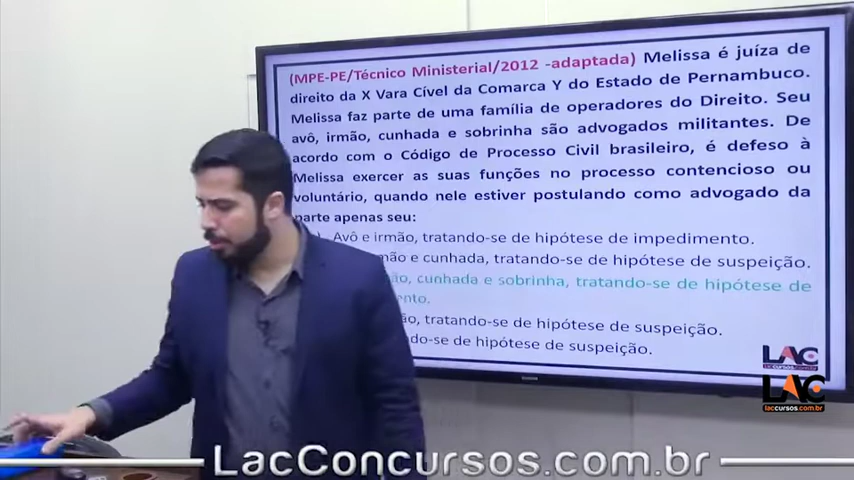 (MPE-PE/Técnico Ministerial/2012 -adaptada) Melissa é juíza de
direito da X Vara Cível da Comarca Y do Estado de Pernambuco.
Melissa faz parte de uma família de operadores do Direito. Seu
avô, irmão, cunhada e sobrinha são advogados militantes. De
acordo com o Código de Processo Civil brasileiro, é defeso à
Melissa exercer as suas funções no processo contencioso ou
voluntário, quando nele estiver postulando como advogado da
parte apenas seu:
Avô e irmão, tratando-se de hipótese de impedimento.
e cunhada, tratando-se de hipótese de suspeição.
cunhada e sobrinha, tratando-se de hipótese de
tratando-se de hipótese de suspeição.
de hipótese de suspeição.
LAC
LAC
laccursos.com.br
LacConcursos.com.br